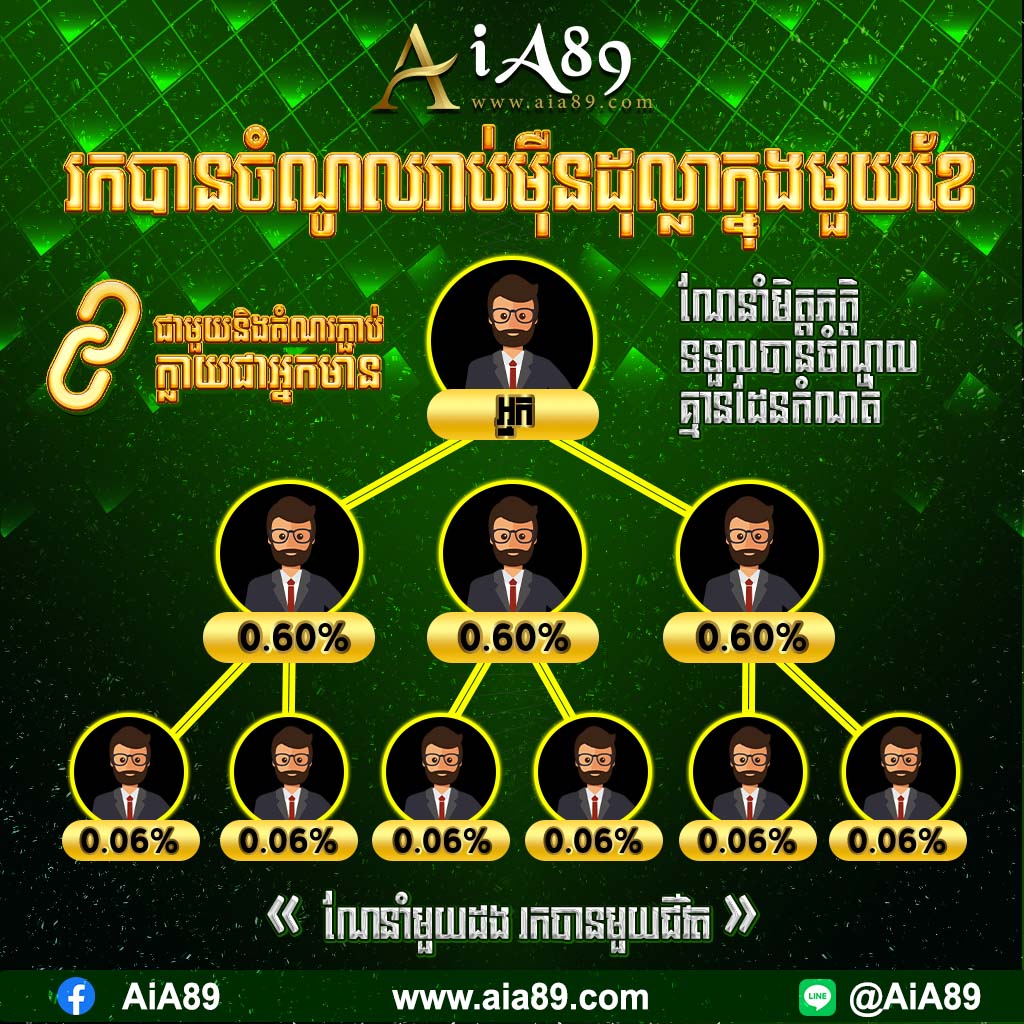 AiA89
www.aia89.com
រកបានចំណូលរាប់ម៉ឺនដុល្លាក្នុងមួយខែ
ជាមួយនិងតំណរភ្ជាប់
ក្លាយជាអ្នកមាន
ណែនាំមិត្តភក្តិ
ទទួលបានចំណូល
គ្មានដែនកំណត់
អ្នក
0.60% 0.60% 0.60%
0.06% 0.06% 0.06% 0.06% 0.06% 0.06%
« ណែនាំមួយដង រកបានមួយជីវិត »
AiA89 www.aia89.com LINE @AiA89